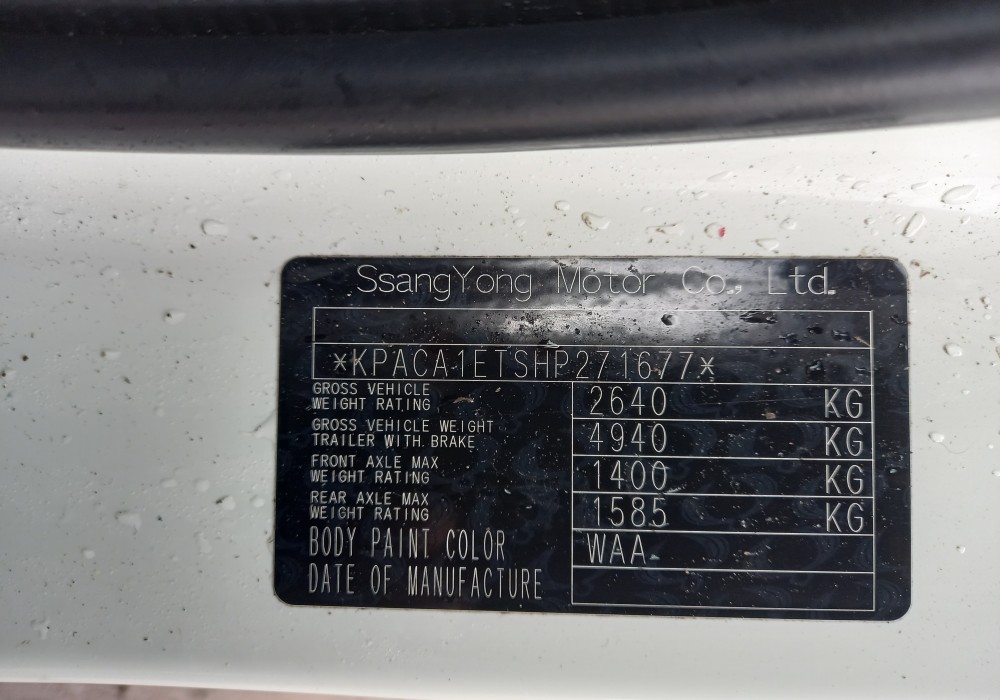 SsangYong Motor Co., Ltd.
*KPACA1ETSHP271677*
GROSS VEHICLE
WEIGHT RATING
2640 KG
GROSS VEHICLE WEIGHT
TRAILER WITH BRAKE
4940 KG
FRONT AXLE MAX
WEIGHT RATING
1400 KG
REAR AXLE MAX
WEIGHT RATING
1585 KG
BODY PAINT COLOR WAA
DATE OF MANUFACTURE